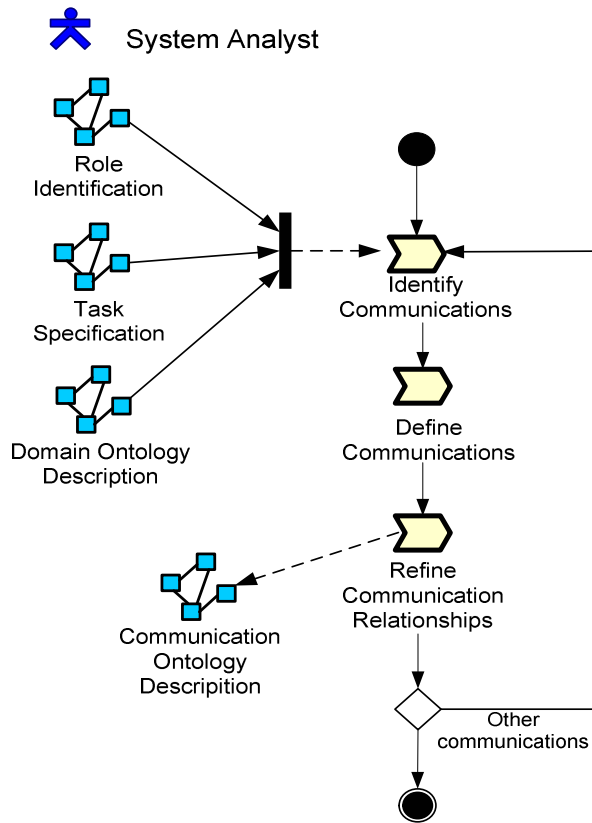 System Analyst
Role
Identification
Task
Specification
Domain Ontology
Description
Identify
Communications
Define
Communications
Refine
Communication
Relationships
Communication
Ontology
Descripition
Other
communications